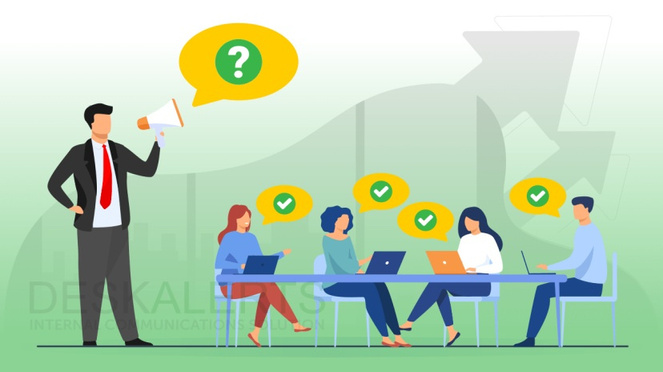 ?
DESKALERTS
INTERNAL COMMUNICATIONS SOLUTION